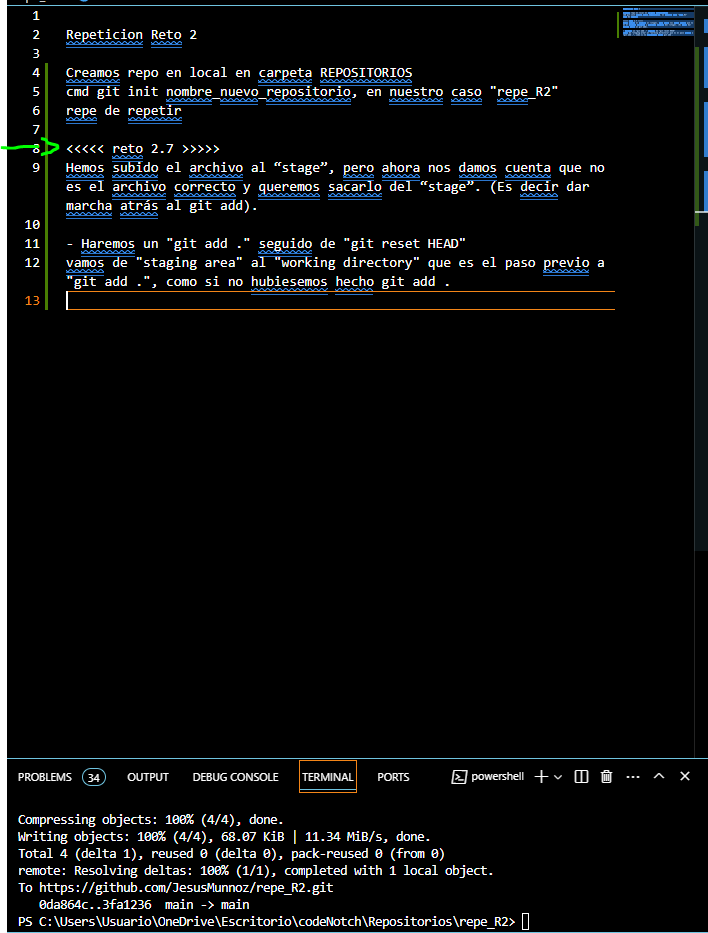 1
2 Repeticion Reto 2
3
4 Creamos repo en local en carpeta REPOSITORIOS
5 cmd git init nombre_nuevo_repositorio, en nuestro caso "repe_R2"
6 repe de repetir
7
8 <<<<< reto 2.7 >>>>>
9 Hemos subido el archivo al “stage”, pero ahora nos damos cuenta que no
es el archivo correcto y queremos sacarlo del “stage”. (Es decir dar
marcha atrás al git add).
10
11 - Haremos un "git add ." seguido de "git reset HEAD"
12 vamos de "staging area" al "working directory" que es el paso previo a
"git add .", como si no hubiesemos hecho git add .
13
PROBLEMS 34 OUTPUT DEBUG CONSOLE TERMINAL PORTS powershell
Compressing objects: 100% (4/4), done.
Writing objects: 100% (4/4), 68.07 KiB | 11.34 MiB/s, done.
Total 4 (delta 1), reused 0 (delta 0), pack-reused 0 (from 0)
remote: Resolving deltas: 100% (1/1), completed with 1 local object.
To https://github.com/JesusMunnoz/repe_R2.git
0da864c..3fa1236 main -> main
PS C:\Users\Usuario\OneDrive\Escritorio\codeNotch\Repositorios\repe_R2>